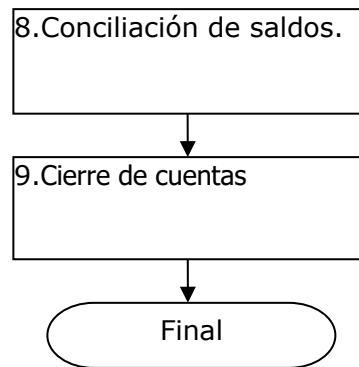 8.Conciliación de saldos.
9.Cierre de cuentas
Final